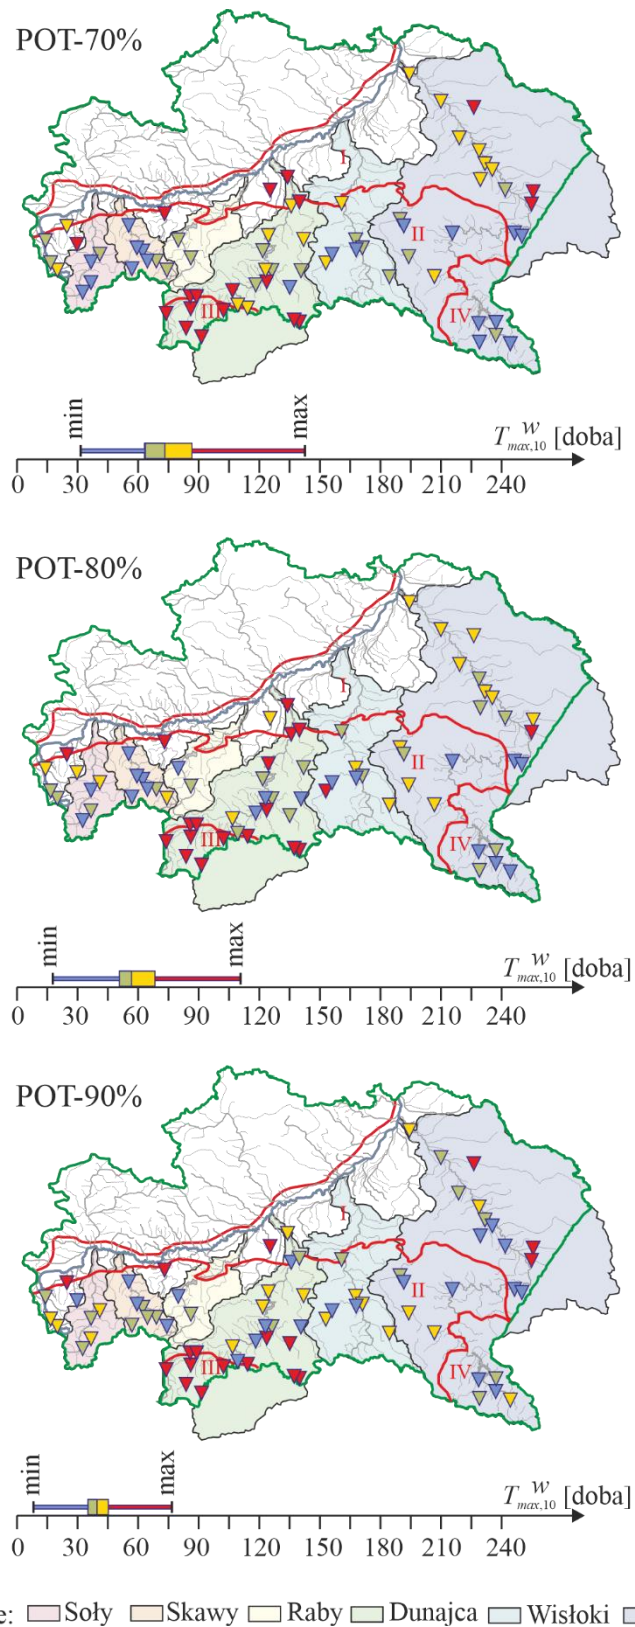 POT-70%
I
II
III
IV
min
max
T max,10 w [doba]
0 30 60 90 120 150 180 210 240
POT-80%
I
II
III
IV
min
max
T max,10 w [doba]
0 30 60 90 120 150 180 210 240
POT-90%
I
II
III
IV
min
max
T max,10 w [doba]
0 30 60 90 120 150 180 210 240
e: Soły Skawy Raby Dunajca Wisłoki